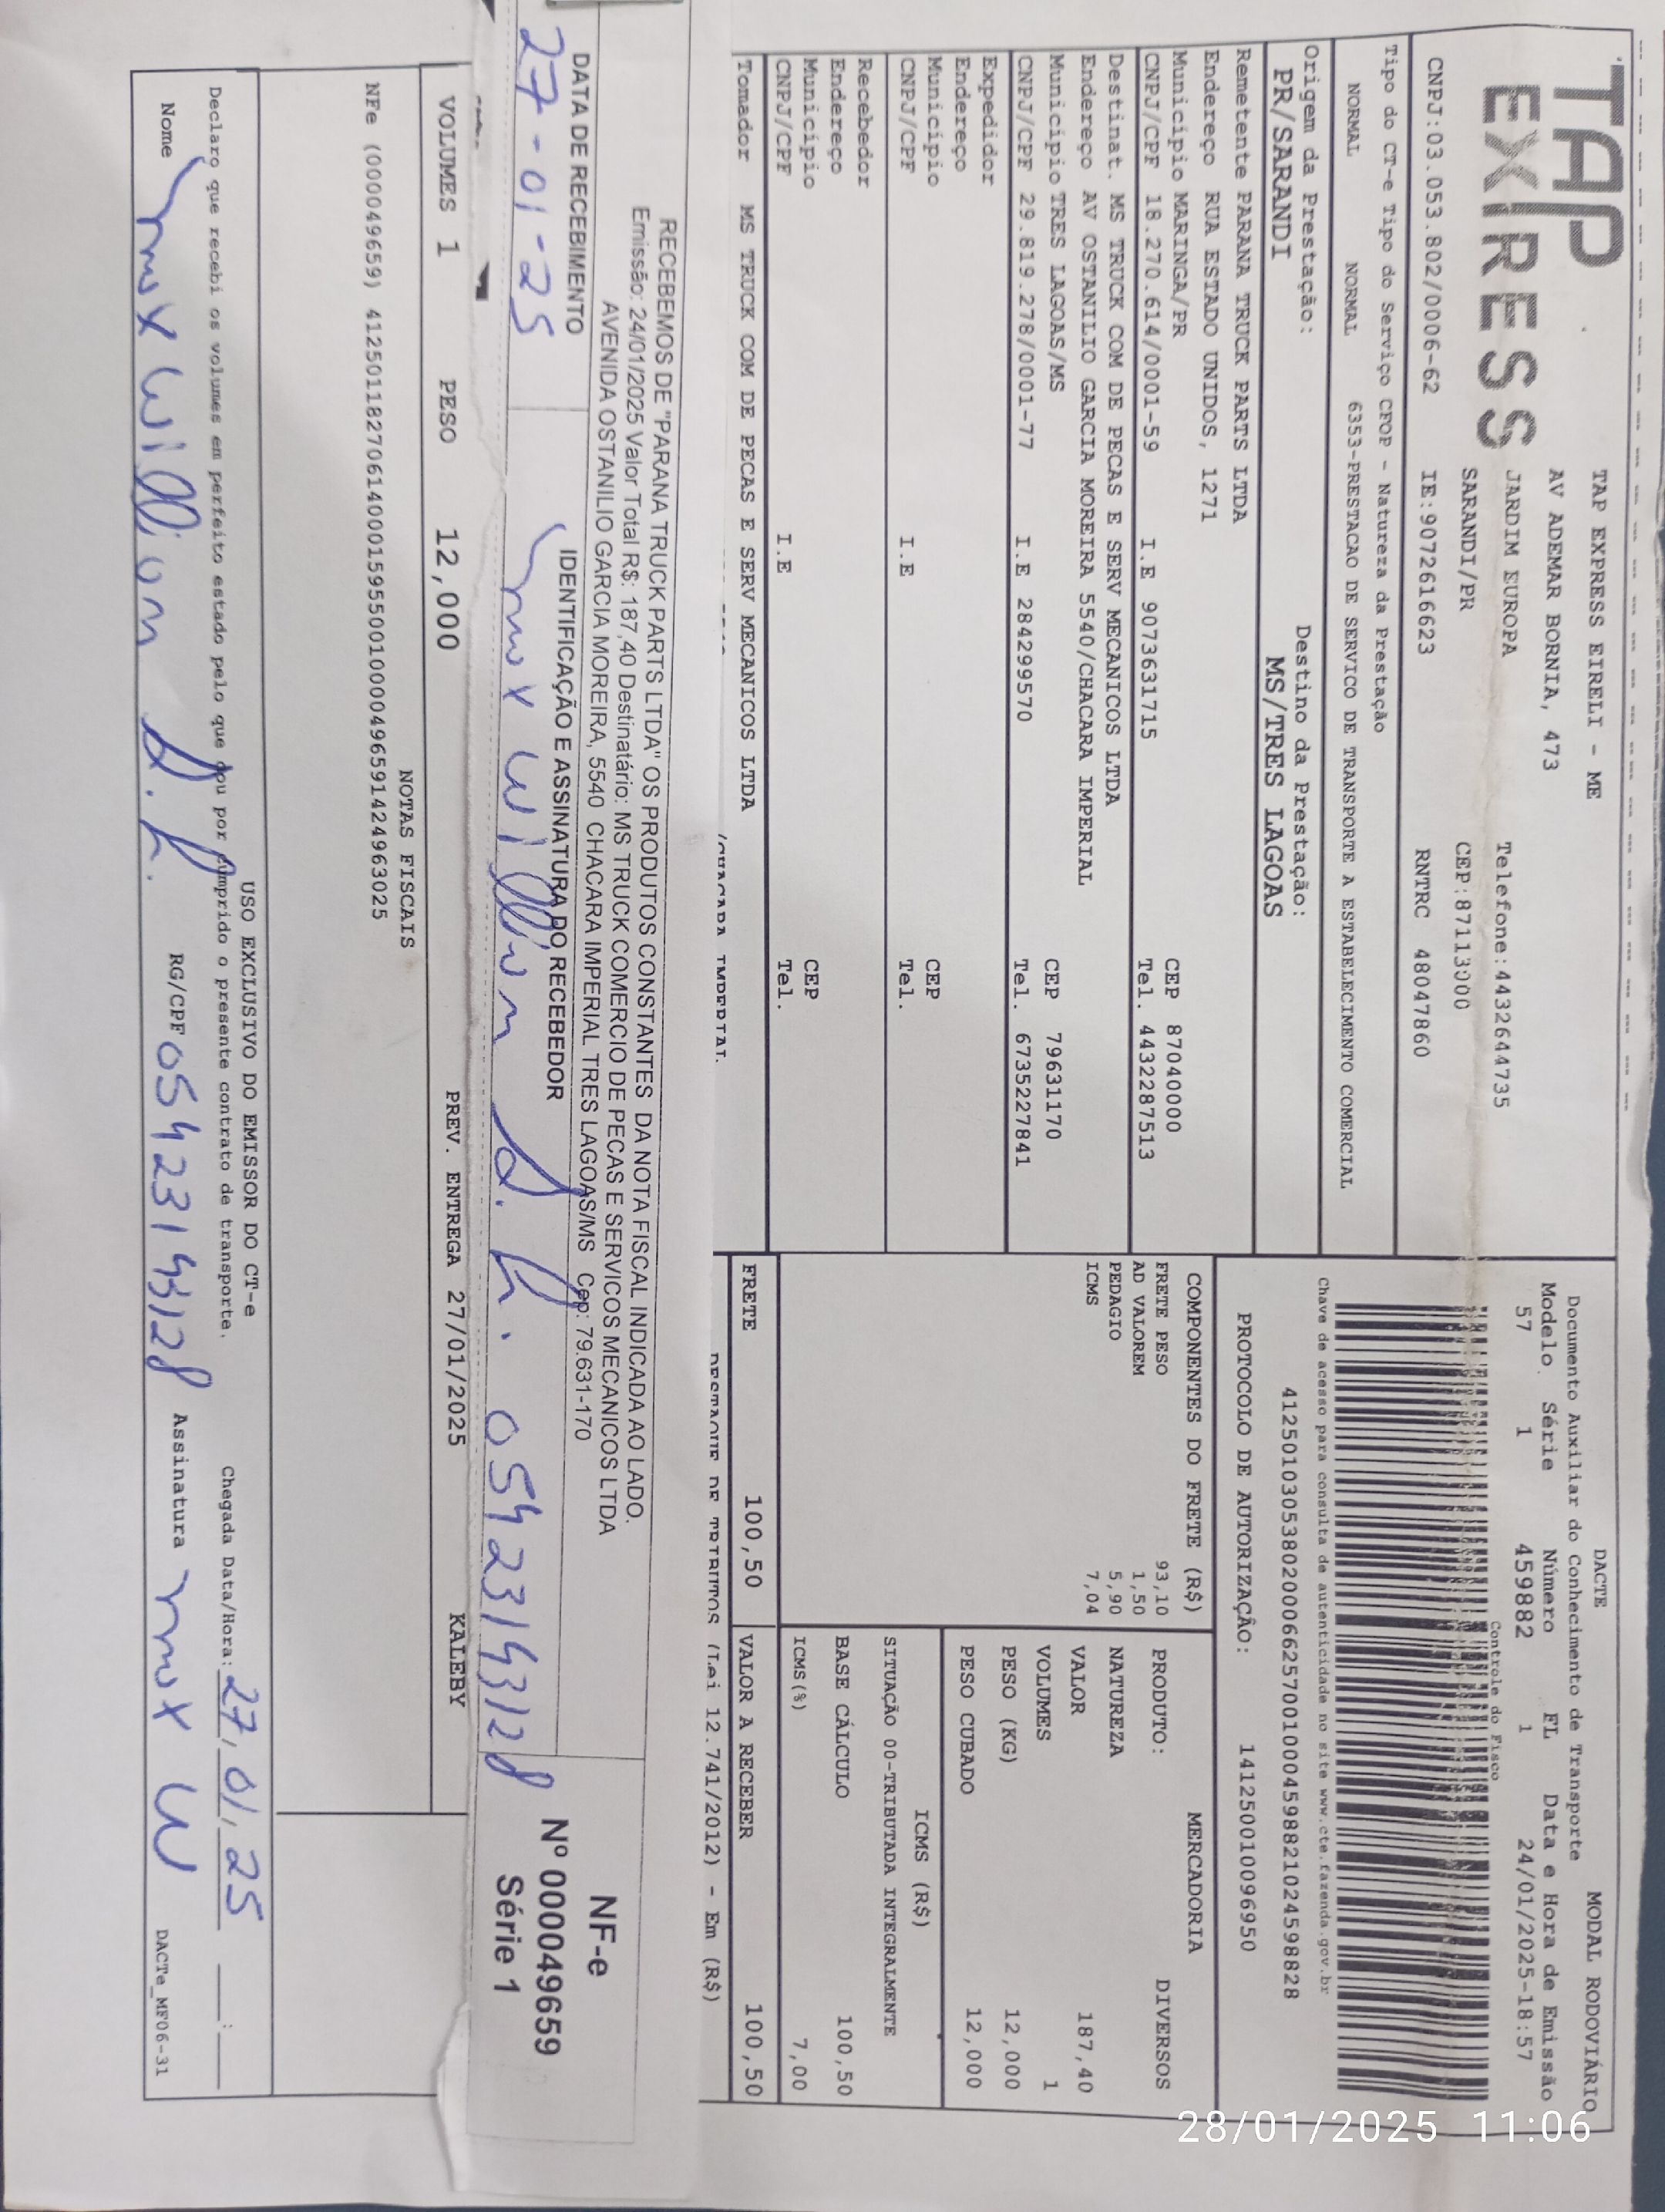 TAP EXPRESS
TAP EXPRESS EIRELI - ME
AV ADEMAR BORNIA, 473
JARDIM EUROPA Telefone:4432644735
SARANDI/PR CEP:87113000
CNPJ:03.053.802/0006-62 IE:9072616623 RNTRC 48047860
Tipo do CT-e Tipo do Serviço CFOP - Natureza da Prestação
NORMAL NORMAL 6353-PRESTACAO DE SERVICO DE TRANSPORTE A ESTABELECIMENTO COMERCIAL
Origem da Prestação: Destino da Prestação:
PR/SARANDI MS/TRES LAGOAS
DACTE MODAL RODOVIÁRIO
Documento Auxiliar do Conhecimento de Transporte
Modelo Série Número FL Data e Hora de Emissão
57 1 459882 1 24/01/2025-18:57
Controle do Fisco
Chave de acesso para consulta de autenticidade no site www.cte.fazenda.gov.br
41250103053802000662570010004598821024598828
PROTOCOLO DE AUTORIZAÇÃO: 141250010096950
Remetente PARANA TRUCK PARTS LTDA
Endereço RUA ESTADO UNIDOS, 1271
Município MARINGA/PR CEP 87040000
CNPJ/CPF 18.270.614/0001-59 I.E 9073631715 Tel. 4432287513
Destinat. MS TRUCK COM DE PECAS E SERV MECANICOS LTDA
Endereço AV OSTANILIO GARCIA MOREIRA 5540/CHACARA IMPERIAL
Município TRES LAGOAS/MS CEP 79631170
CNPJ/CPF 29.819.278/0001-77 I.E 284299570 Tel. 6735227841
Expedidor
Endereço
Município CEP
CNPJ/CPF I.E Tel.
Recebedor
Endereço
Município CEP
CNPJ/CPF I.E Tel.
Tomador MS TRUCK COM DE PECAS E SERV MECANICOS LTDA
/CHACARA IMPERIAL
COMPONENTES DO FRETE (R$)
FRETE PESO 93,10
AD VALOREM 1,50
PEDAGIO 5,90
ICMS 7,04
MERCADORIA
PRODUTO: DIVERSOS
NATUREZA
VALOR 187,40
VOLUMES 1
PESO (KG) 12,000
PESO CUBADO 12,000
ICMS (R$)
SITUAÇÃO 00-TRIBUTADA INTEGRALMENTE
BASE CÁLCULO 100,50
ICMS(%) 7,00
FRETE 100,50 VALOR A RECEBER 100,50
DESTAQUE DE TRIBUTOS (Lei 12.741/2012) - Em (R$)
RECEBEMOS DE "PARANA TRUCK PARTS LTDA" OS PRODUTOS CONSTANTES DA NOTA FISCAL INDICADA AO LADO.
Emissão: 24/01/2025 Valor Total R$: 187,40 Destinatário: MS TRUCK COMERCIO DE PECAS E SERVICOS MECANICOS LTDA
AVENIDA OSTANILIO GARCIA MOREIRA, 5540 CHACARA IMPERIAL TRES LAGOAS/MS Cep: 79.631-170
DATA DE RECEBIMENTO IDENTIFICAÇÃO E ASSINATURA DO RECEBEDOR
27-01-25 max Willian
NF-e
Nº 000049659
Série 1
VOLUMES 1 PESO 12,000 PREV. ENTREGA 27/01/2025 KALEBY
NOTAS FISCAIS
NFe (000049659) 41250118270614000159550010000496591424963025
USO EXCLUSIVO DO EMISSOR DO CT-e
Declaro que recebi os volumes em perfeito estado pelo que dou por cumprido o presente contrato de transporte. Chegada Data/Hora: 27/01/25 :
Nome max Willian RG/CPF Assinatura max W DACTe_MF06-31
28/01/2025 11:06